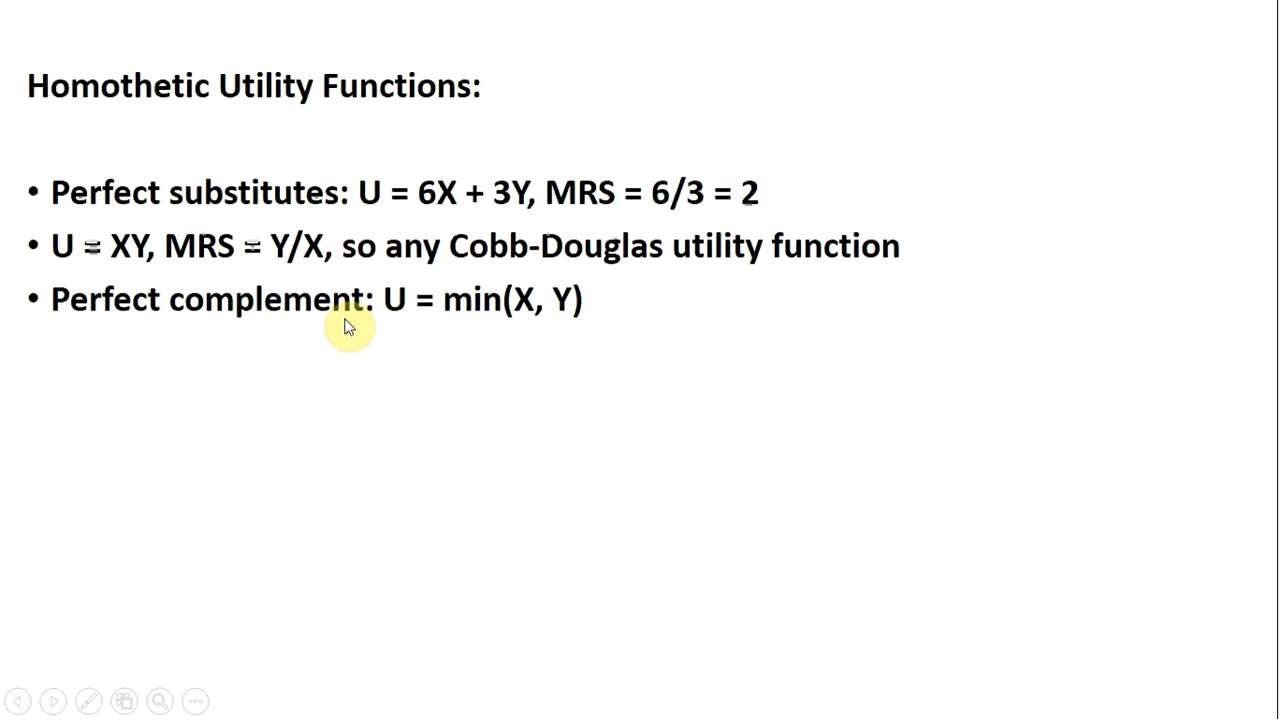 Homothetic Utility Functions:
• Perfect substitutes: U = 6X + 3Y, MRS = 6/3 = 2
• U = XY, MRS = Y/X, so any Cobb-Douglas utility function
• Perfect complement: U = min(X, Y)